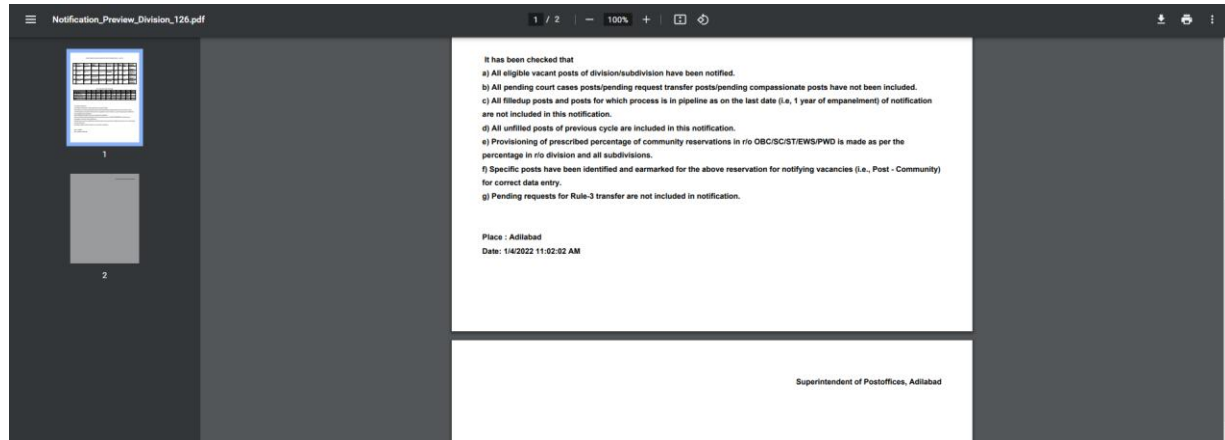 Notification_Preview_Division_126.pdf
1 / 2
100%
1
2
It has been checked that
a) All eligible vacant posts of division/subdivision have been notified.
b) All pending court cases posts/pending request transfer posts/pending compassionate posts have not been included.
c) All filledup posts and posts for which process is in pipeline as on the last date (i.e, 1 year of empanelment) of notification
are not included in this notification.
d) All unfilled posts of previous cycle are included in this notification.
e) Provisioning of prescribed percentage of community reservations in r/o OBC/SC/ST/EWS/PWD is made as per the
percentage in r/o division and all subdivisions.
f) Specific posts have been identified and earmarked for the above reservation for notifying vacancies (i.e., Post - Community)
for correct data entry.
g) Pending requests for Rule-3 transfer are not included in notification.
Place : Adilabad
Date: 1/4/2022 11:02:02 AM
Superintendent of Postoffices, Adilabad